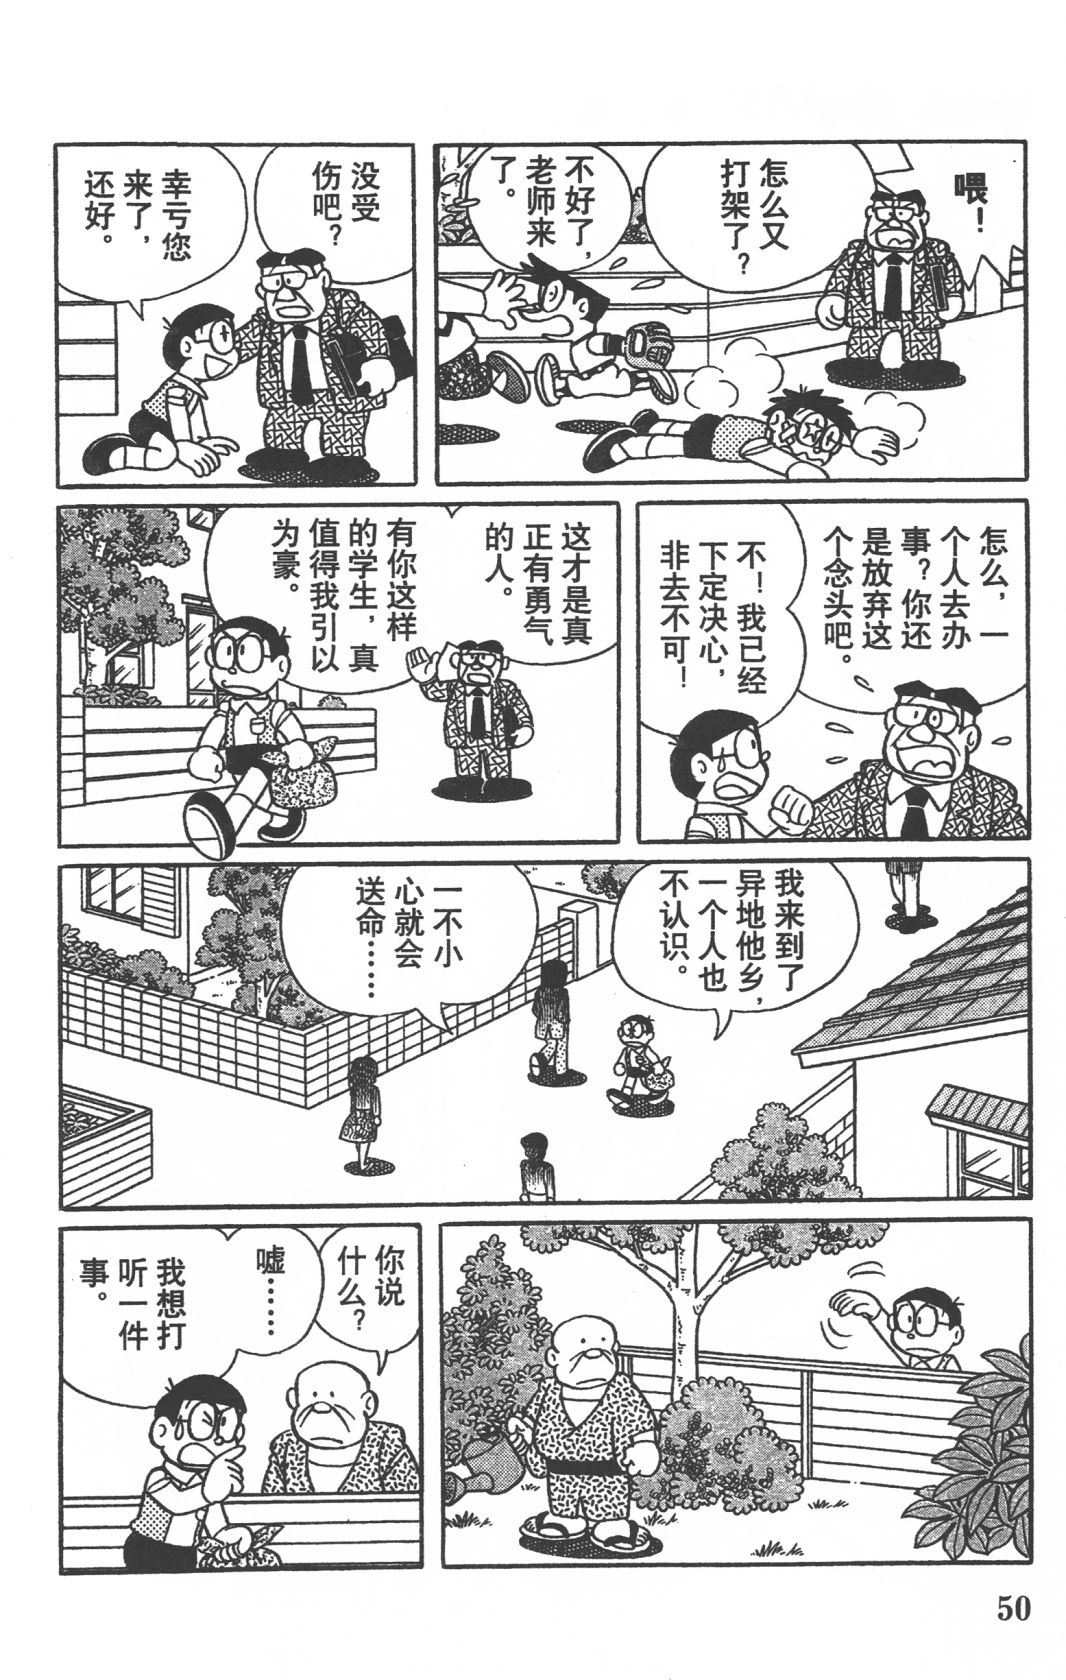 喂！
怎么又
打架了？
不好了，
老师来
了。
没受
伤吧？
幸亏您
来了，
还好。
怎么，一
个人去办
事？你还
是放弃这
个念头吧。
不！我已经
下定决心，
非去不可！
这才是真
正有勇气
的人。
有你这样
的学生，真
值得我引以
为豪。
我来到了
异地他乡，
一个人也
不认识。
一不小
心就会
送命……
你说
什么？
嘘……
我想打
听一件
事。
50